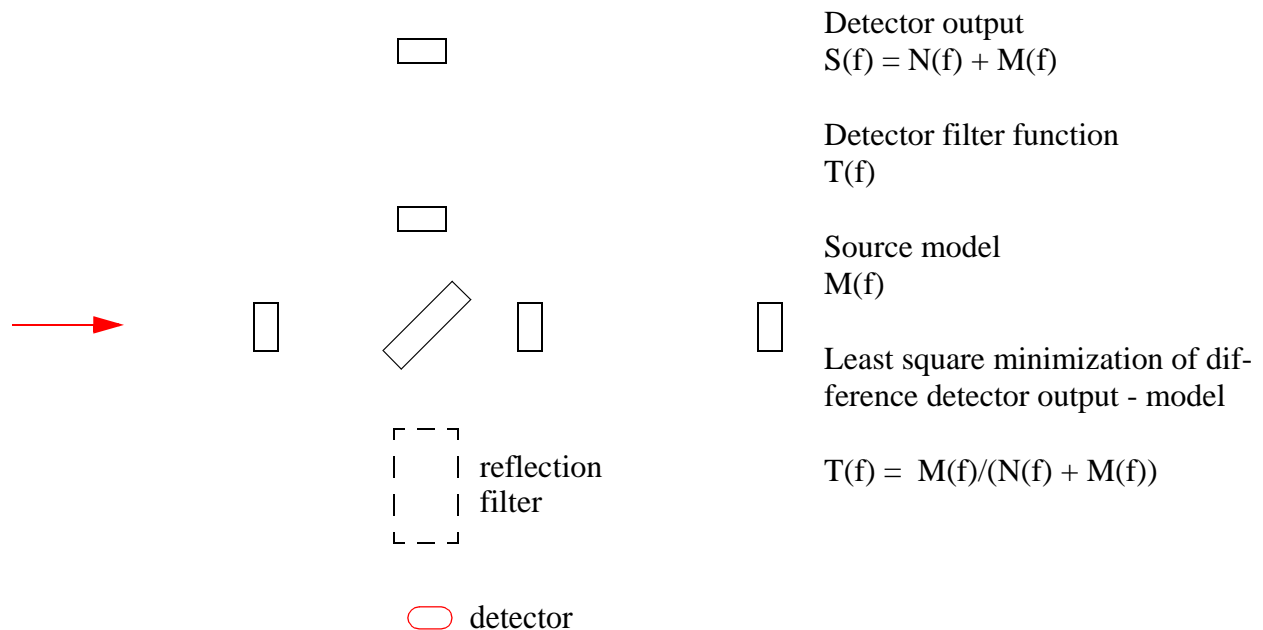 Detector output
S(f) = N(f) + M(f)
Detector filter function
T(f)
Source model
M(f)
Least square minimization of dif-
ference detector output - model
T(f) =  M(f)/(N(f) + M(f))
reflection
filter
detector